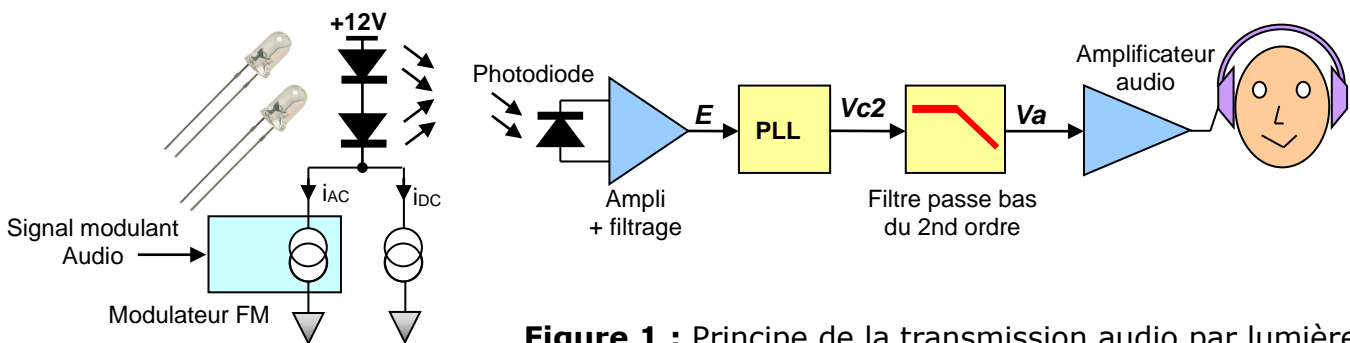 +12V
iAC
iDC
Signal modulant
Audio
Modulateur FM
Photodiode
E
Ampli
+ filtrage
PLL
Vc2
Filtre passe bas
du 2nd ordre
Va
Amplificateur
audio
Figure 1 : Principe de la transmission audio par lumière